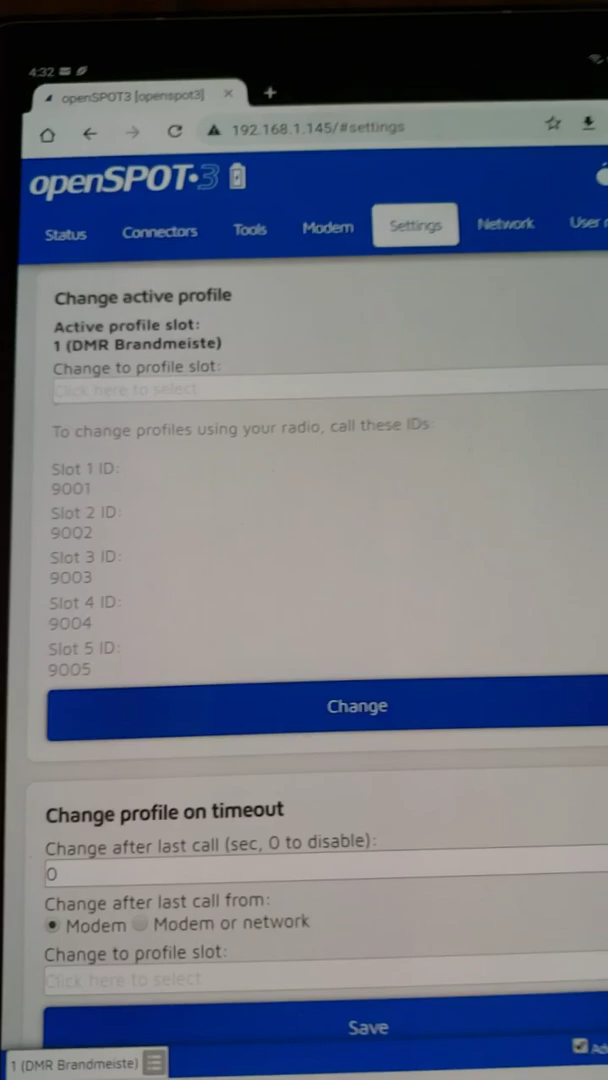 4:32
openSPOT3 [openspot3]
192.168.1.145/#settings
openSPOT•3
Status Connectors Tools Modem Settings Network User
Change active profile
Active profile slot:
1 (DMR Brandmeiste)
Change to profile slot:
Click here to select
To change profiles using your radio, call these IDs:
Slot 1 ID:
9001
Slot 2 ID:
9002
Slot 3 ID:
9003
Slot 4 ID:
9004
Slot 5 ID:
9005
Change
Change profile on timeout
Change after last call (sec, 0 to disable):
0
Change after last call from:
Modem Modem or network
Change to profile slot:
Click here to select
Save
1 (DMR Brandmeiste)